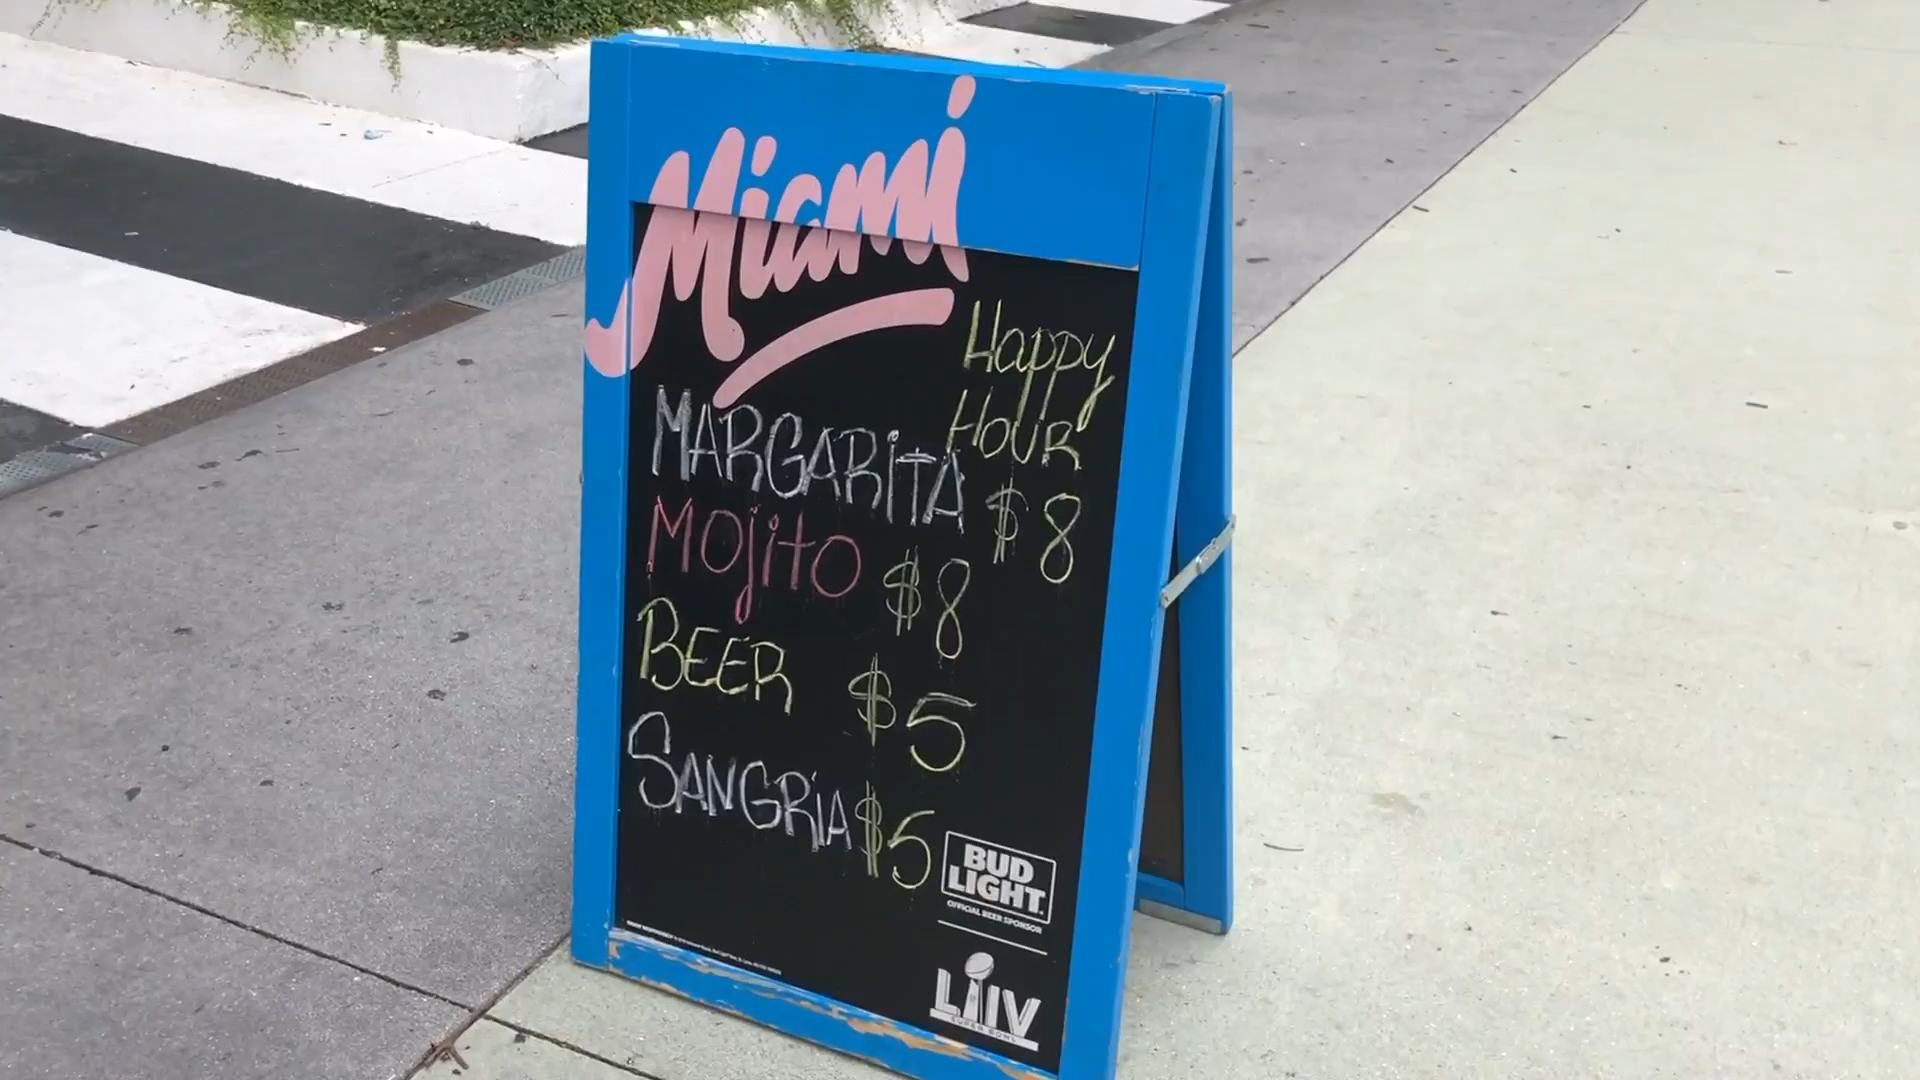 Miami
Happy
Hour
MARGARITA $8
Mojito $8
BEER $5
SANGRiA $5
BUD
LIGHT
OFFICIAL BEER SPONSOR
LIV
SUPER BOWL